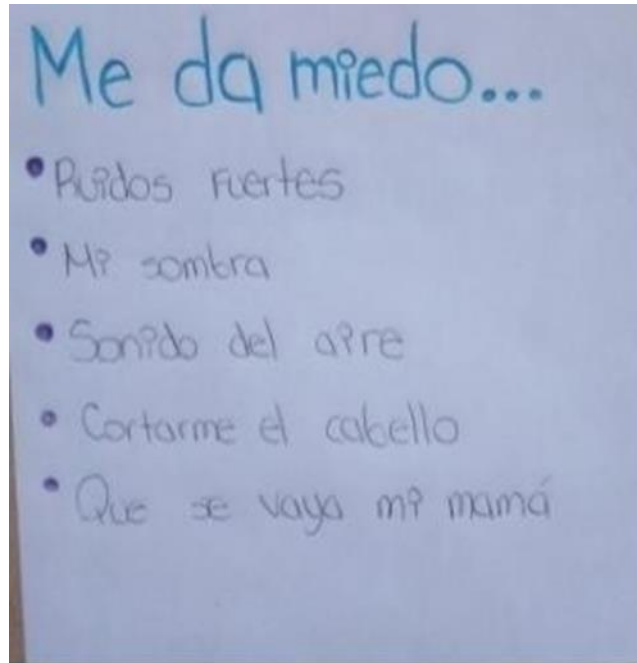 Me da miedo...
• Ruidos fuertes
• Mi sombra
• Sonido del aire
• Cortarme el cabello
• Que se vaya mi mamá